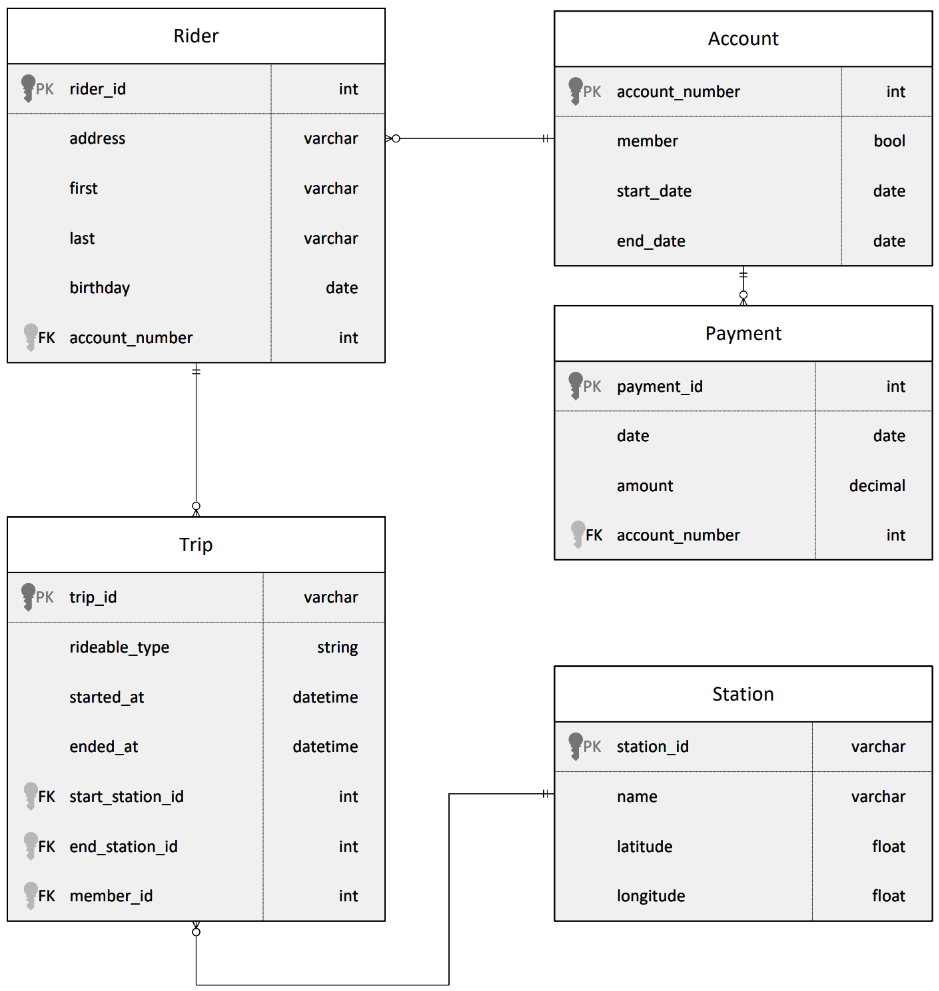 Rider
PK rider_id int
address varchar
first varchar
last varchar
birthday date
FK account_number int
Account
PK account_number int
member bool
start_date date
end_date date
Payment
PK payment_id int
date date
amount decimal
FK account_number int
Trip
PK trip_id varchar
rideable_type string
started_at datetime
ended_at datetime
FK start_station_id int
FK end_station_id int
FK member_id int
Station
PK station_id varchar
name varchar
latitude float
longitude float